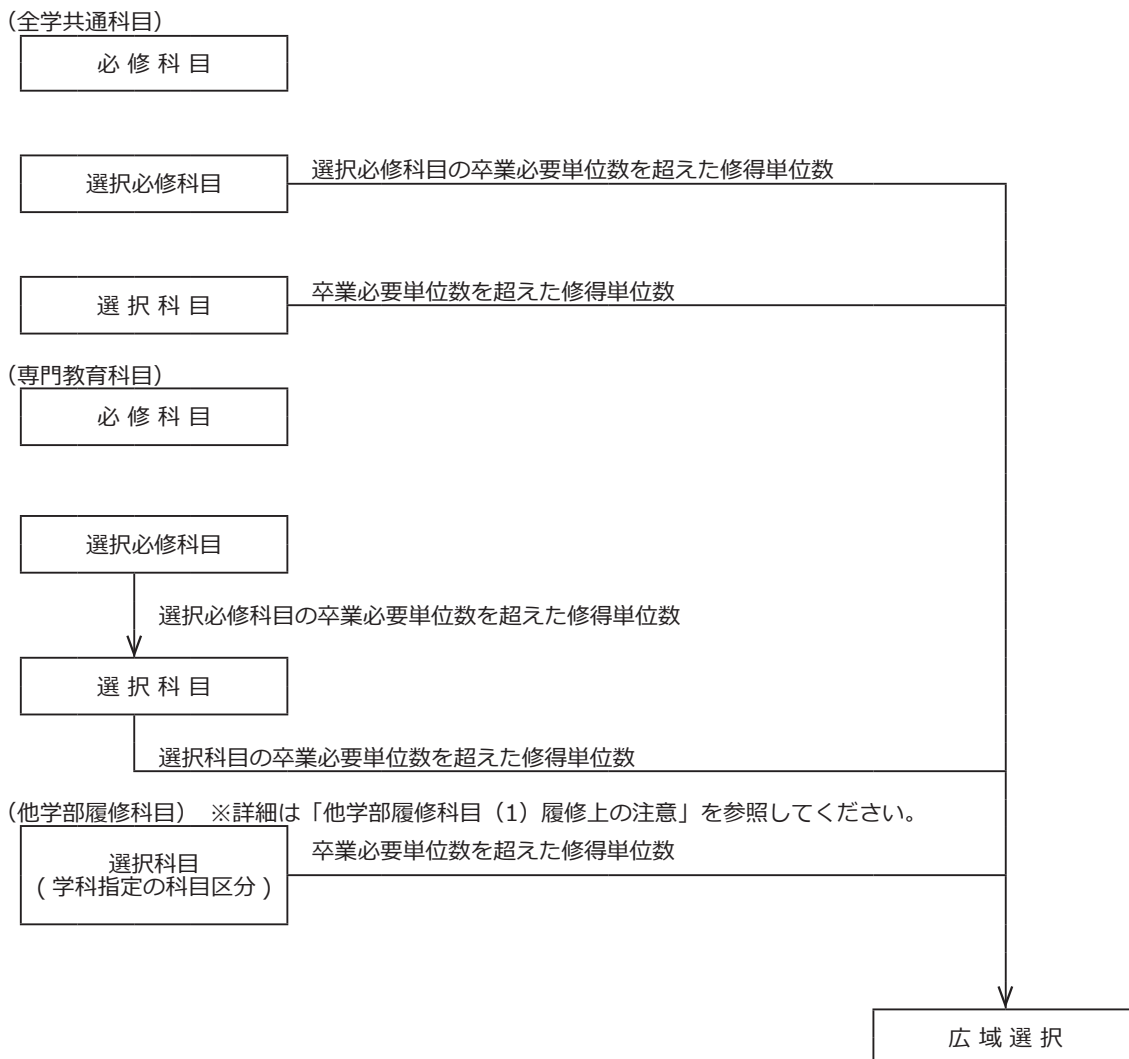 （全学共通科目）
必 修 科 目
選択必修科目
選択必修科目の卒業必要単位数を超えた修得単位数
選 択 科 目
卒業必要単位数を超えた修得単位数
（専門教育科目）
必 修 科 目
選択必修科目
選択必修科目の卒業必要単位数を超えた修得単位数
選 択 科 目
選択科目の卒業必要単位数を超えた修得単位数
（他学部履修科目） ※詳細は「他学部履修科目（1）履修上の注意」を参照してください。
選択科目
( 学科指定の科目区分 )
卒業必要単位数を超えた修得単位数
広 域 選 択